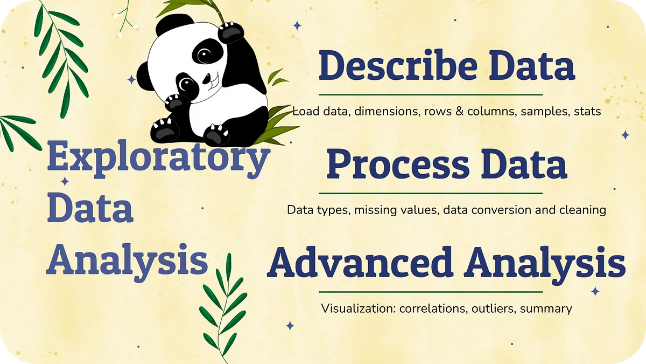 Exploratory
Data
Analysis
Describe Data
Load data, dimensions, rows & columns, samples, stats
Process Data
Data types, missing values, data conversion and cleaning
Advanced Analysis
Visualization: correlations, outliers, summary